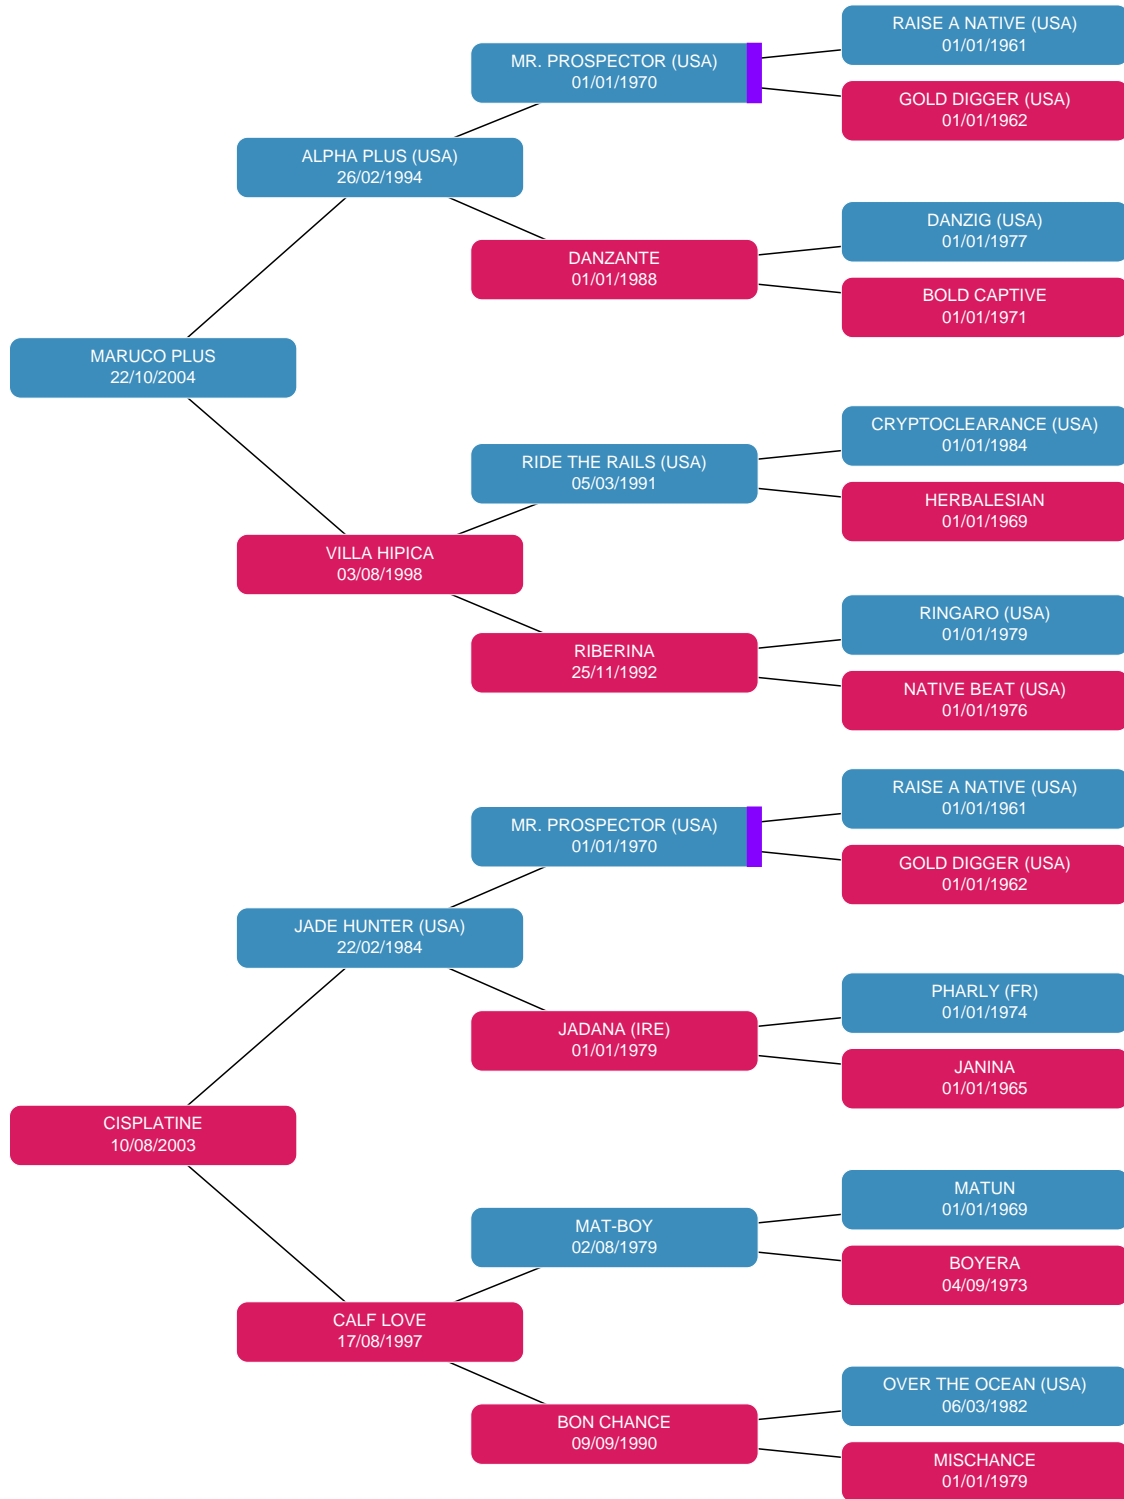 RAISE A NATIVE (USA)
01/01/1961
MR. PROSPECTOR (USA)
01/01/1970
GOLD DIGGER (USA)
01/01/1962
ALPHA PLUS (USA)
26/02/1994
DANZIG (USA)
01/01/1977
DANZANTE
01/01/1988
BOLD CAPTIVE
01/01/1971
MARUCO PLUS
22/10/2004
CRYPTOCLEARANCE (USA)
01/01/1984
RIDE THE RAILS (USA)
05/03/1991
HERBALESIAN
01/01/1969
VILLA HIPICA
03/08/1998
RINGARO (USA)
01/01/1979
RIBERINA
25/11/1992
NATIVE BEAT (USA)
01/01/1976
RAISE A NATIVE (USA)
01/01/1961
MR. PROSPECTOR (USA)
01/01/1970
GOLD DIGGER (USA)
01/01/1962
JADE HUNTER (USA)
22/02/1984
PHARLY (FR)
01/01/1974
JADANA (IRE)
01/01/1979
JANINA
01/01/1965
CISPLATINE
10/08/2003
MATUN
01/01/1969
MAT-BOY
02/08/1979
BOYERA
04/09/1973
CALF LOVE
17/08/1997
OVER THE OCEAN (USA)
06/03/1982
BON CHANCE
09/09/1990
MISCHANCE
01/01/1979